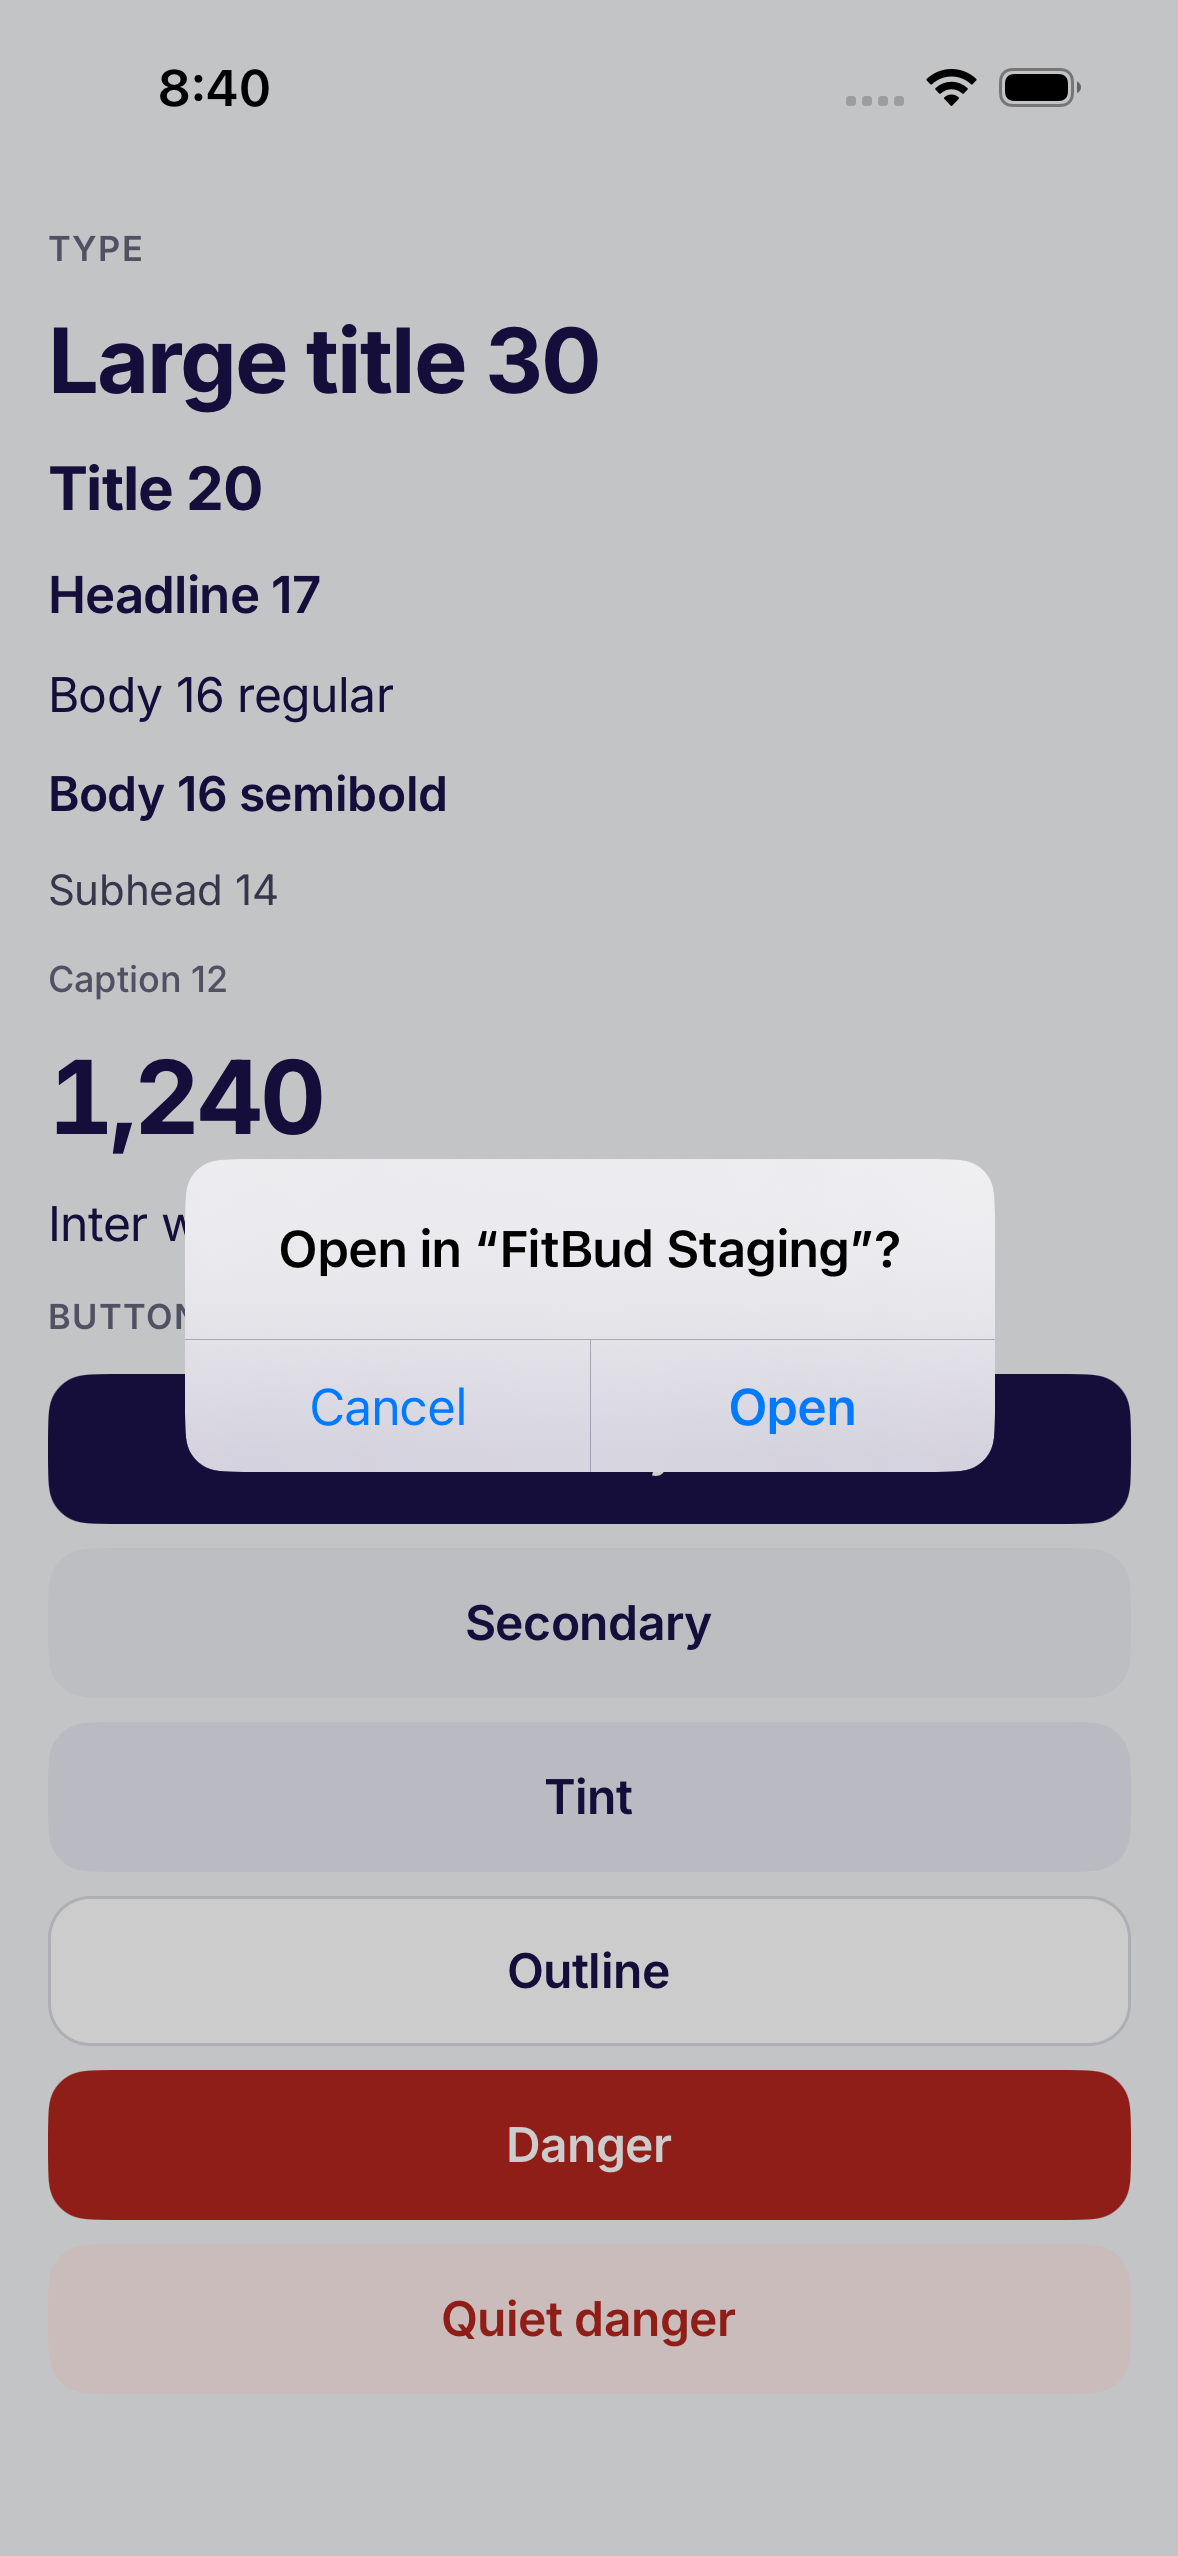 8:40
TYPE
Large title 30
Title 20
Headline 17
Body 16 regular
Body 16 semibold
Subhead 14
Caption 12
1,240
Inter
Open in “FitBud Staging”?
Cancel
Open
Secondary
Tint
Outline
Danger
Quiet danger